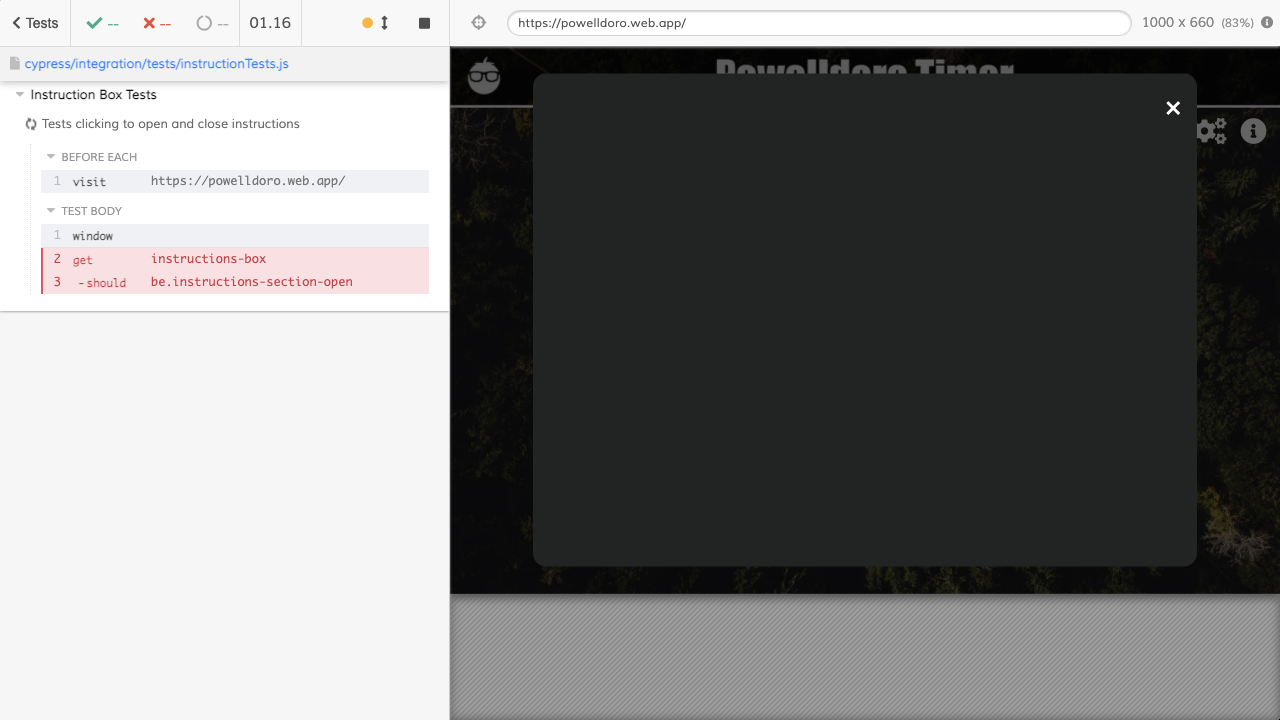 Tests
--
--
--
01.16
https://powelldoro.web.app/
1000 x 660 (83%)
cypress/integration/tests/instructionTests.js
Instruction Box Tests
Tests clicking to open and close instructions
BEFORE EACH
1 visit https://powelldoro.web.app/
TEST BODY
1 window
2 get instructions-box
3 -should be.instructions-section-open
Powelldoro Timer